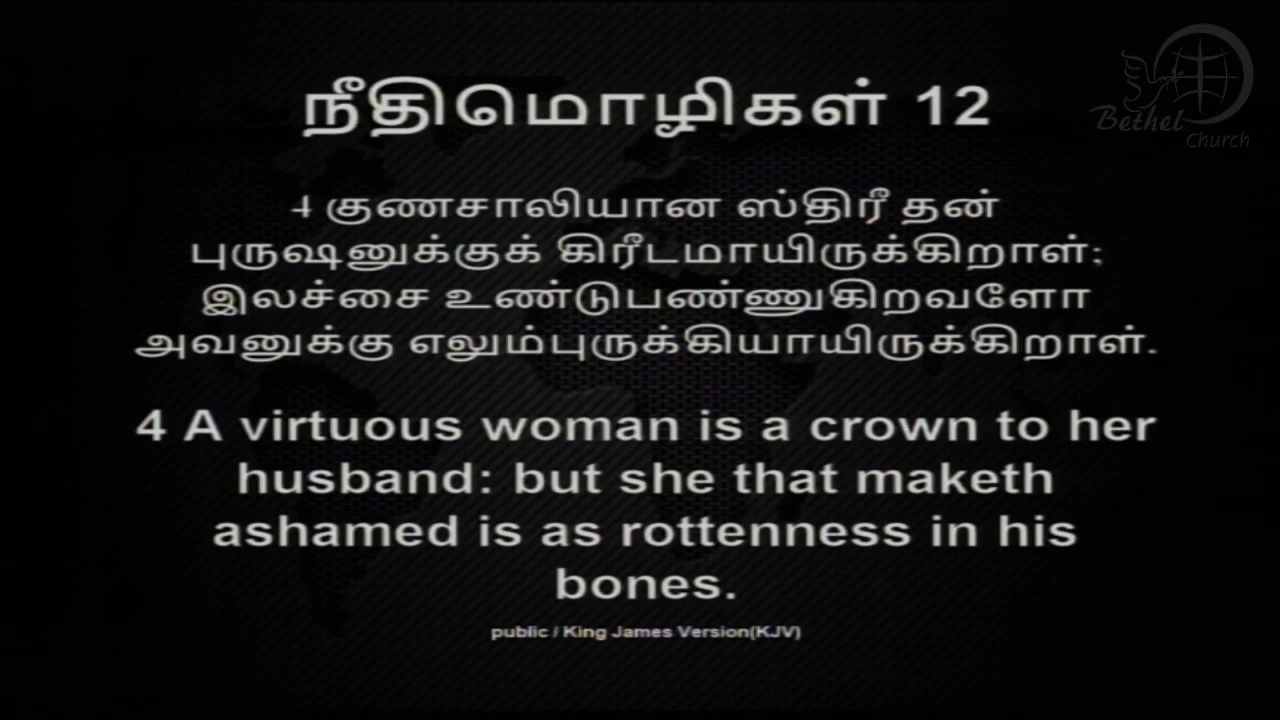 நீதிமொழிகள் 12
Bethel
Church
4 குணசாலியான ஸ்திரீ தன்
புருஷனுக்குக் கிரீடமாயிருக்கிறாள்;
இலச்சை உண்டுபண்ணுகிறவளோ
அவனுக்கு எலும்புருக்கியாயிருக்கிறாள்.
4 A virtuous woman is a crown to her
husband: but she that maketh
ashamed is as rottenness in his
bones.
public / King James Version(KJV)